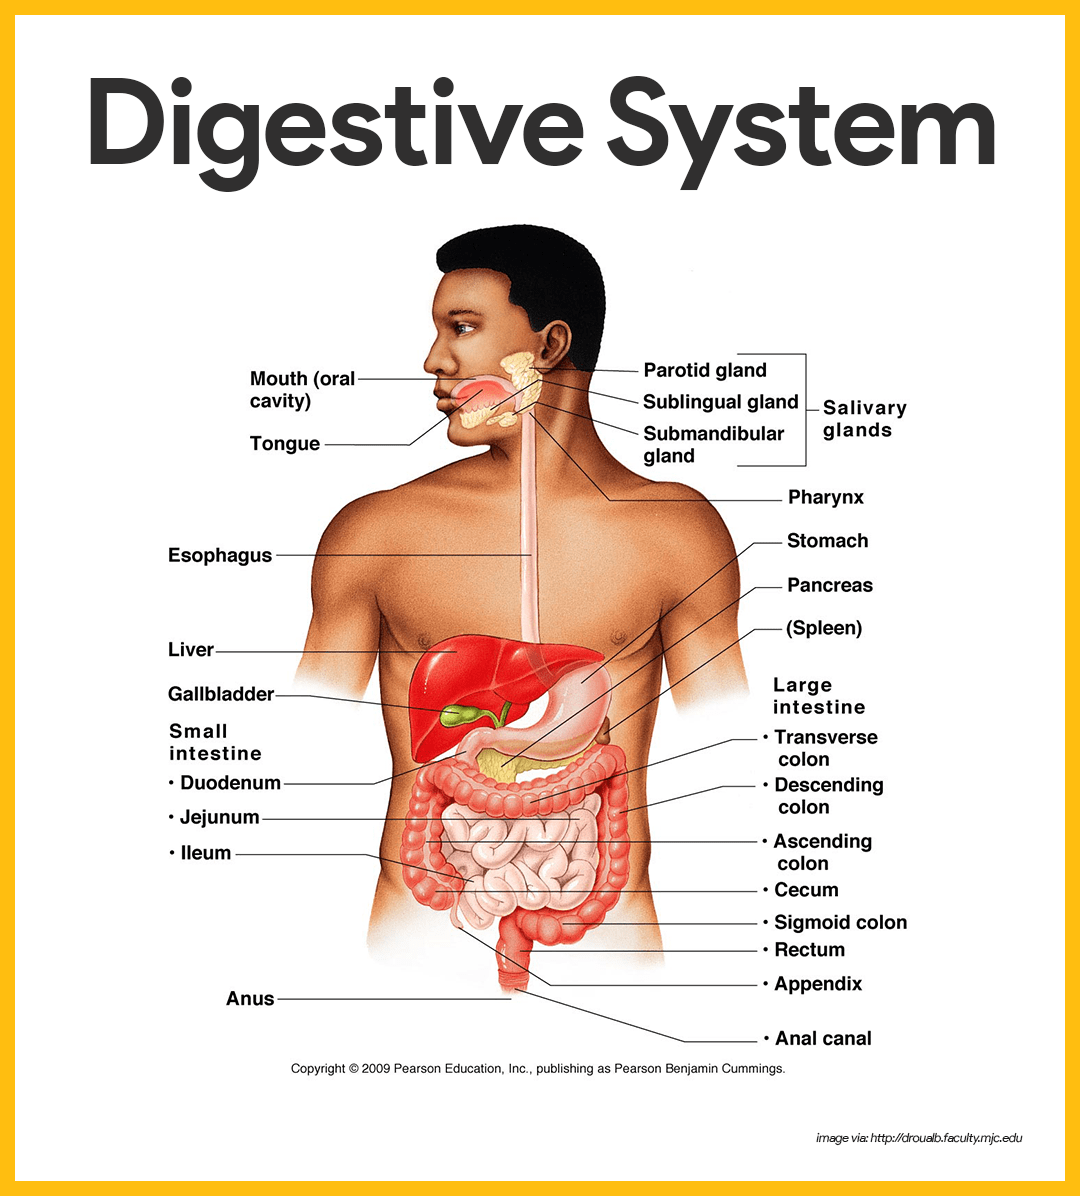 Digestive System
Mouth (oral
cavity)
Tongue
Parotid gland
Sublingual gland
Submandibular
gland
Salivary
glands
Pharynx
Esophagus
Stomach
Pancreas
(Spleen)
Liver
Gallbladder
Small
intestine
• Duodenum
• Jejunum
• Ileum
Large
intestine
• Transverse
colon
• Descending
colon
• Ascending
colon
• Cecum
• Sigmoid colon
• Rectum
• Appendix
Anus
• Anal canal
Copyright © 2009 Pearson Education, Inc., publishing as Pearson Benjamin Cummings.
image via: http://droualb.faculty.mjc.edu